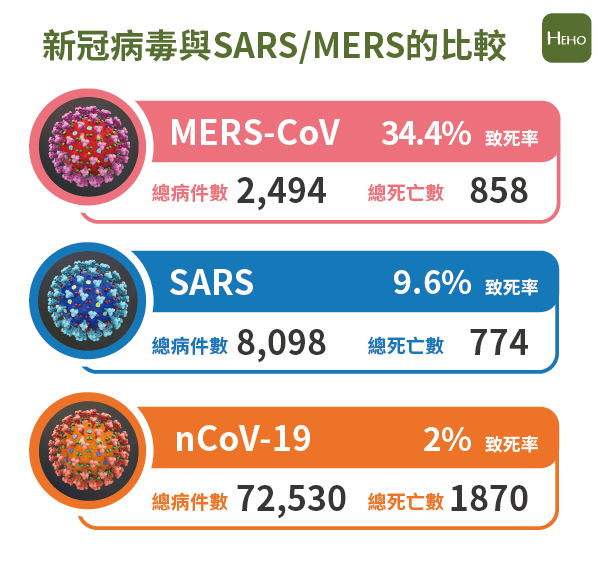 新冠病毒與SARS/MERS的比較
HEHO
MERS-CoV 34.4% 致死率
總病件數 2,494 總死亡數 858
SARS 9.6% 致死率
總病件數 8,098 總死亡數 774
nCoV-19 2% 致死率
總病件數 72,530 總死亡數 1870